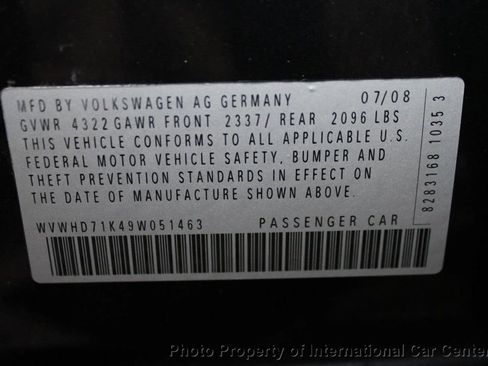 MFD BY VOLKSWAGEN AG GERMANY 07/08
GVWR 4322 GAWR FRONT 2337/ REAR 2096 LBS
THIS VEHICLE CONFORMS TO ALL APPLICABLE U.S.
FEDERAL MOTOR VEHICLE SAFETY, BUMPER AND
THEFT PREVENTION STANDARDS IN EFFECT ON
THE DATE OF MANUFACTURE SHOWN ABOVE.
WVWHD71K49W051463 PASSENGER CAR
8283168 1035 3
Photo Property of International Car Center